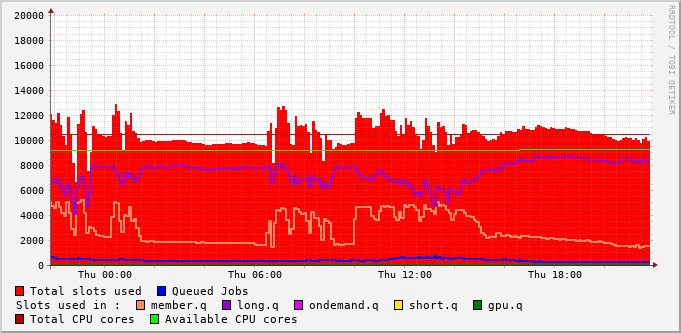 RRDTOOL / TOBI OETIKER
20000
18000
16000
14000
12000
10000
8000
6000
4000
2000
0
Thu 00:00 Thu 06:00 Thu 12:00 Thu 18:00
Total slots used Queued Jobs
Slots used in : member.q long.q ondemand.q short.q gpu.q
Total CPU cores Available CPU cores